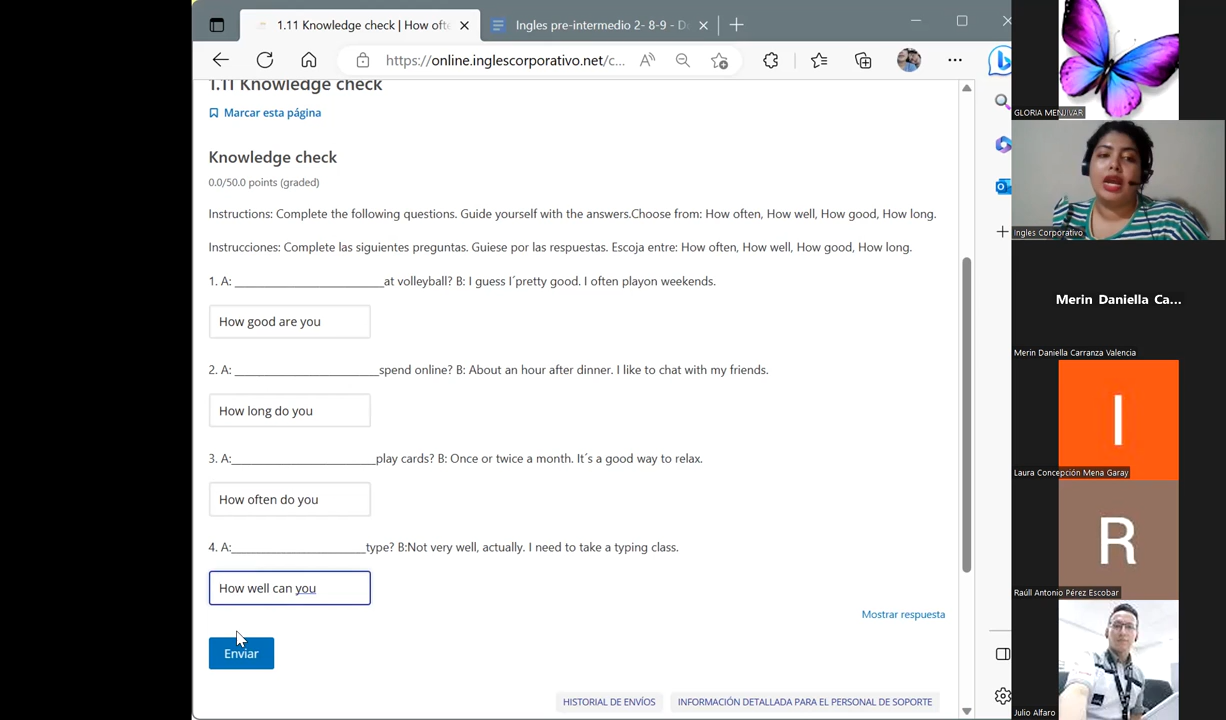 1.11 Knowledge check | How ofte
Ingles pre-intermedio 2- 8-9 - Do
https://online.inglescorporativo.net/c...
1.11 Knowledge check
Marcar esta página
Knowledge check
0.0/50.0 points (graded)
Instructions: Complete the following questions. Guide yourself with the answers.Choose from: How often, How well, How good, How long.
Instrucciones: Complete las siguientes preguntas. Guiese por las respuestas. Escoja entre: How often, How well, How good, How long.
1. A: _________________________at volleyball? B: I guess I´pretty good. I often playon weekends.
How good are you
2. A: ________________________spend online? B: About an hour after dinner. I like to chat with my friends.
How long do you
3. A:________________________play cards? B: Once or twice a month. It´s a good way to relax.
How often do you
4. A:______________________type? B:Not very well, actually. I need to take a typing class.
How well can you
Mostrar respuesta
Enviar
HISTORIAL DE ENVÍOS
INFORMACIÓN DETALLADA PARA EL PERSONAL DE SOPORTE
GLORIA MENJIVAR
Ingles Corporativo
Merin Daniella Ca...
Merin Daniella Carranza Valencia
I
Laura Concepción Mena Garay
R
Raúll Antonio Pérez Escobar
Julio Alfaro